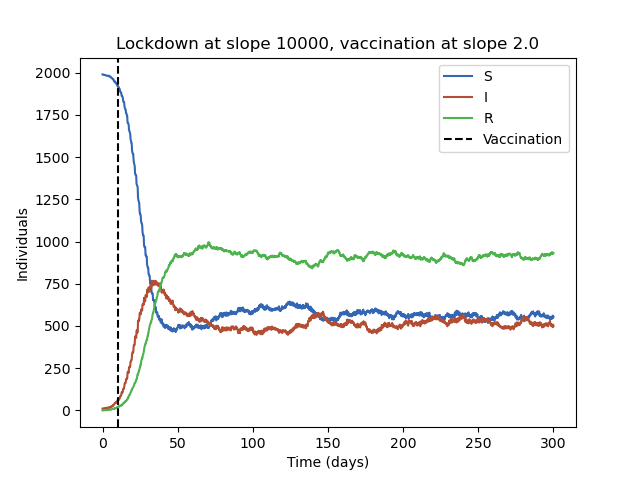 Lockdown at slope 10000, vaccination at slope 2.0
S
I
R
Vaccination
Individuals
2000
1750
1500
1250
1000
750
500
250
0
0 50 100 150 200 250 300
Time (days)